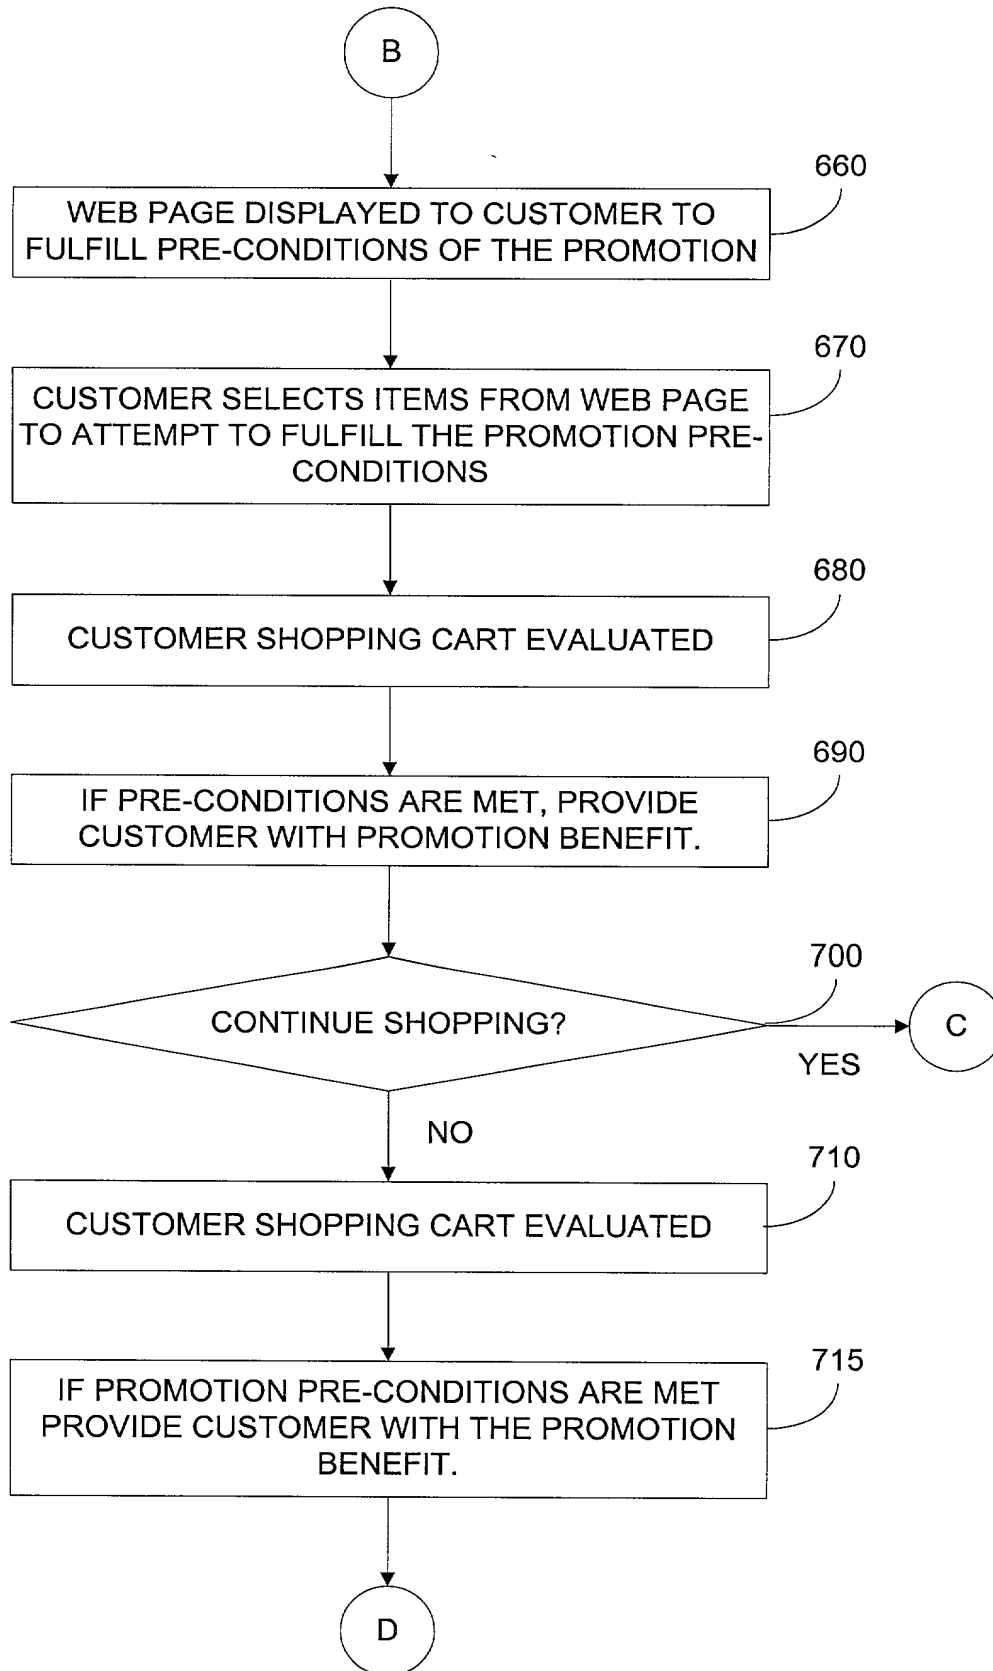 B
660
WEB PAGE DISPLAYED TO CUSTOMER TO
FULFILL PRE-CONDITIONS OF THE PROMOTION
670
CUSTOMER SELECTS ITEMS FROM WEB PAGE
TO ATTEMPT TO FULFILL THE PROMOTION PRE-
CONDITIONS
680
CUSTOMER SHOPPING CART EVALUATED
690
IF PRE-CONDITIONS ARE MET, PROVIDE
CUSTOMER WITH PROMOTION BENEFIT.
700
CONTINUE SHOPPING?
C
YES
NO
710
CUSTOMER SHOPPING CART EVALUATED
715
IF PROMOTION PRE-CONDITIONS ARE MET
PROVIDE CUSTOMER WITH THE PROMOTION
BENEFIT.
D